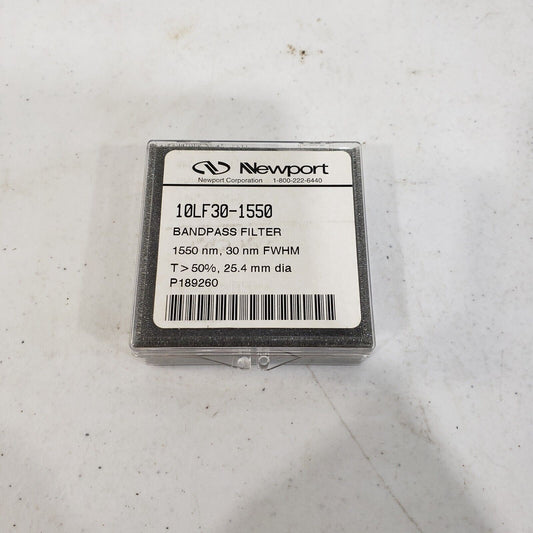 Newport
Newport Corporation 1-800-222-6440
10LF30-1550
BANDPASS FILTER
1550 nm, 30 nm FWHM
T > 50%, 25.4 mm dia
P189260